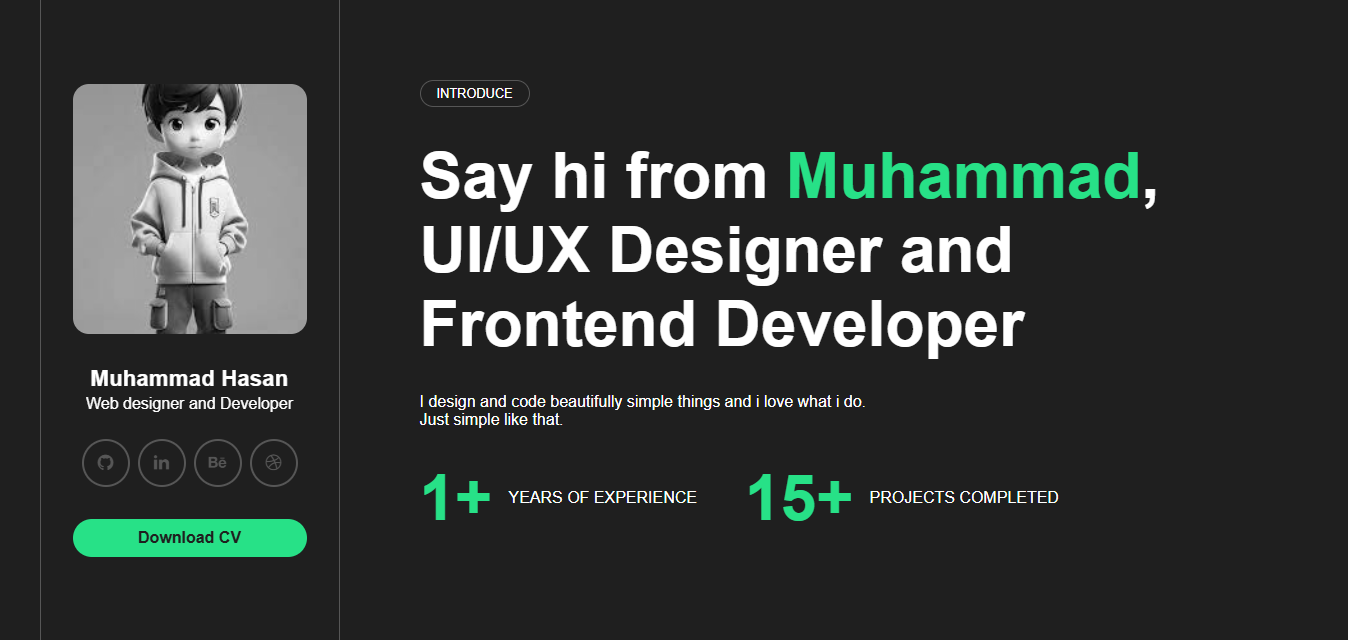 Muhammad Hasan
Web designer and Developer
in
Bē
Download CV
INTRODUCE
Say hi from Muhammad,
UI/UX Designer and
Frontend Developer
I design and code beautifully simple things and i love what i do.
Just simple like that.
1+ YEARS OF EXPERIENCE
15+ PROJECTS COMPLETED